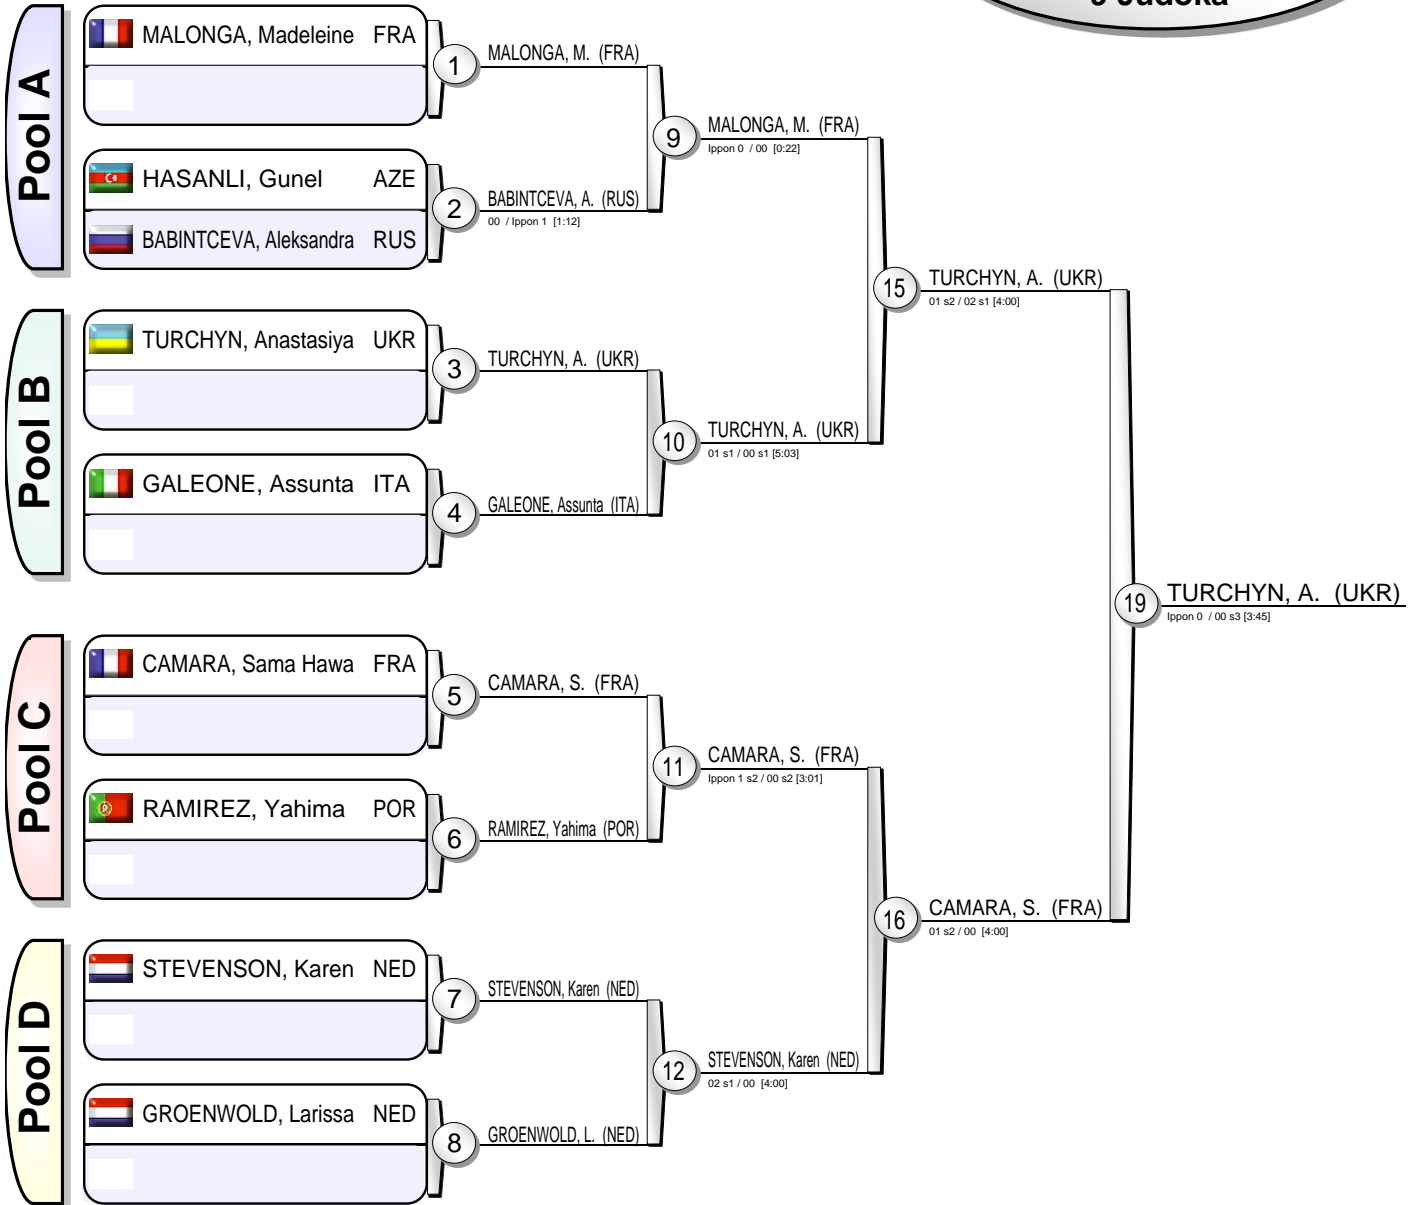 9 Judoka
Pool A
MALONGA, Madeleine FRA
HASANLI, Gunel AZE
BABINTCEVA, Aleksandra RUS
1
MALONGA, M. (FRA)
2
BABINTCEVA, A. (RUS)
00 / Ippon 1 [1:12]
9
MALONGA, M. (FRA)
Ippon 0 / 00 [0:22]
Pool B
TURCHYN, Anastasiya UKR
GALEONE, Assunta ITA
3
TURCHYN, A. (UKR)
4
GALEONE, Assunta (ITA)
10
TURCHYN, A. (UKR)
01 s1 / 00 s1 [5:03]
15
TURCHYN, A. (UKR)
01 s2 / 02 s1 [4:00]
Pool C
CAMARA, Sama Hawa FRA
RAMIREZ, Yahima POR
5
CAMARA, S. (FRA)
6
RAMIREZ, Yahima (POR)
11
CAMARA, S. (FRA)
Ippon 1 s2 / 00 s2 [3:01]
Pool D
STEVENSON, Karen NED
GROENWOLD, Larissa NED
7
STEVENSON, Karen (NED)
8
GROENWOLD, L. (NED)
12
STEVENSON, Karen (NED)
02 s1 / 00 [4:00]
16
CAMARA, S. (FRA)
01 s2 / 00 [4:00]
19
TURCHYN, A. (UKR)
Ippon 0 / 00 s3 [3:45]